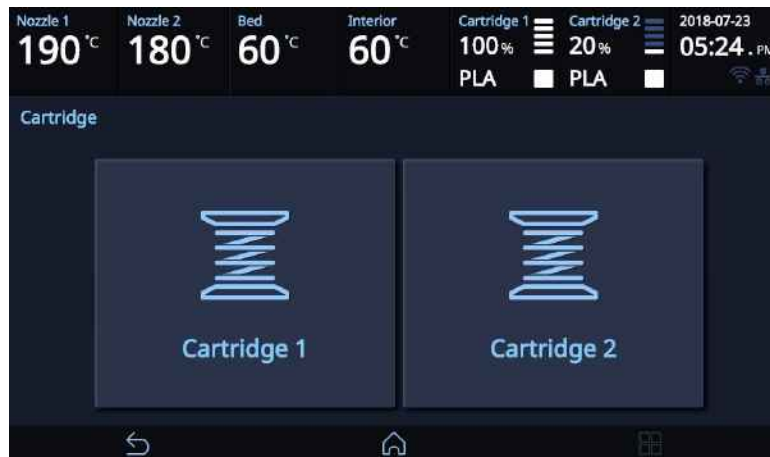 Nozzle 1
190 °C
Nozzle 2
180 °C
Bed
60 °C
Interior
60 °C
Cartridge 1
100 %
PLA
Cartridge 2
20 %
PLA
2018-07-23
05:24 . PM
Cartridge
Cartridge 1
Cartridge 2